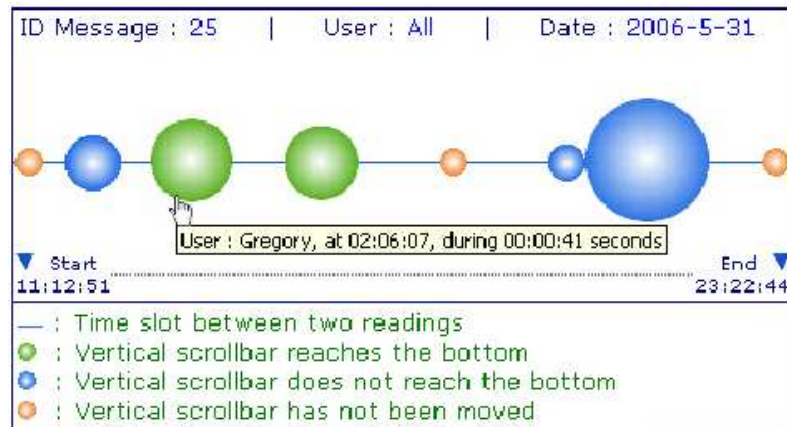 ID Message : 25 | User : All | Date : 2006-5-31
User : Gregory, at 02:06:07, during 00:00:41 seconds
Start End
11:12:51 23:22:44
— : Time slot between two readings
: Vertical scrollbar reaches the bottom
: Vertical scrollbar does not reach the bottom
: Vertical scrollbar has not been moved